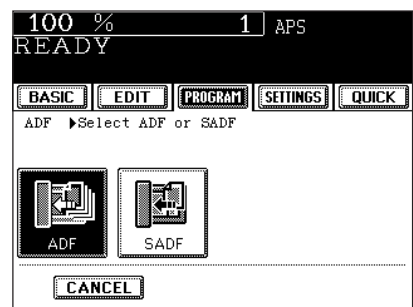 100 % 1 APS
READY
BASIC EDIT PROGRAM SETTINGS QUICK
ADF ▶Select ADF or SADF
ADF SADF
CANCEL